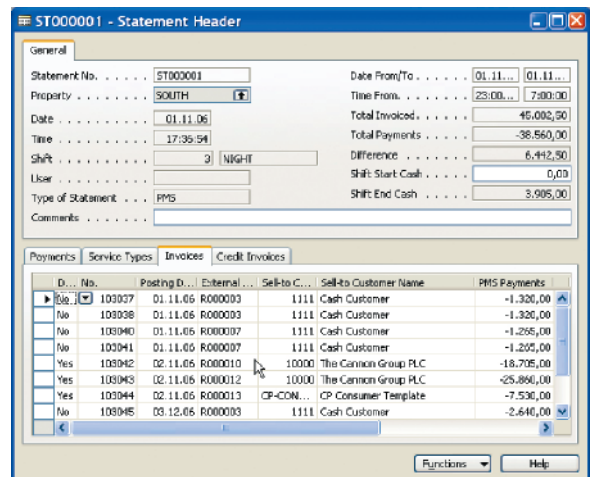 ST000001 - Statement Header
General
Statement No. . . . . . ST000001 Date From/To . . . . . . 01.11... 01.11...
Property . . . . . . . . SOUTH Time From. . . . . . . 23:00... 7:00:00
Date . . . . . . . . . . 01.11.06 Total Invoiced. . . . . . 45.002,50
Time . . . . . . . . . . 17:36:54 Total Payments . . . . . -38.560,00
Shift . . . . . . . . . . 3 NIGHT Difference . . . . . . . 6.442,50
User . . . . . . . . . . Shift Start Cash . . . . . 0,00
Type of Statement . . . PMS Shift End Cash . . . . . 3.905,00
Comments . . . . . . .
Payments Service Types Invoices Credit Invoices
D... No. Posting D... External ... Sell-to C... Sell-to Customer Name PMS Payments
No 103037 01.11.06 R000003 1111 Cash Customer -1.320,00
No 103038 01.11.06 R000003 1111 Cash Customer -1.320,00
No 103040 01.11.06 R000007 1111 Cash Customer -1.265,00
No 103041 01.11.06 R000007 1111 Cash Customer -1.265,00
Yes 103042 02.11.06 R000010 10000 The Cannon Group PLC -18.705,00
Yes 103043 02.11.06 R000012 10000 The Cannon Group PLC -25.860,00
Yes 103044 02.11.06 R000013 CP-CON... CP Consumer Template -7.530,00
No 103045 03.12.06 R000003 1111 Cash Customer -2.640,00
Functions Help